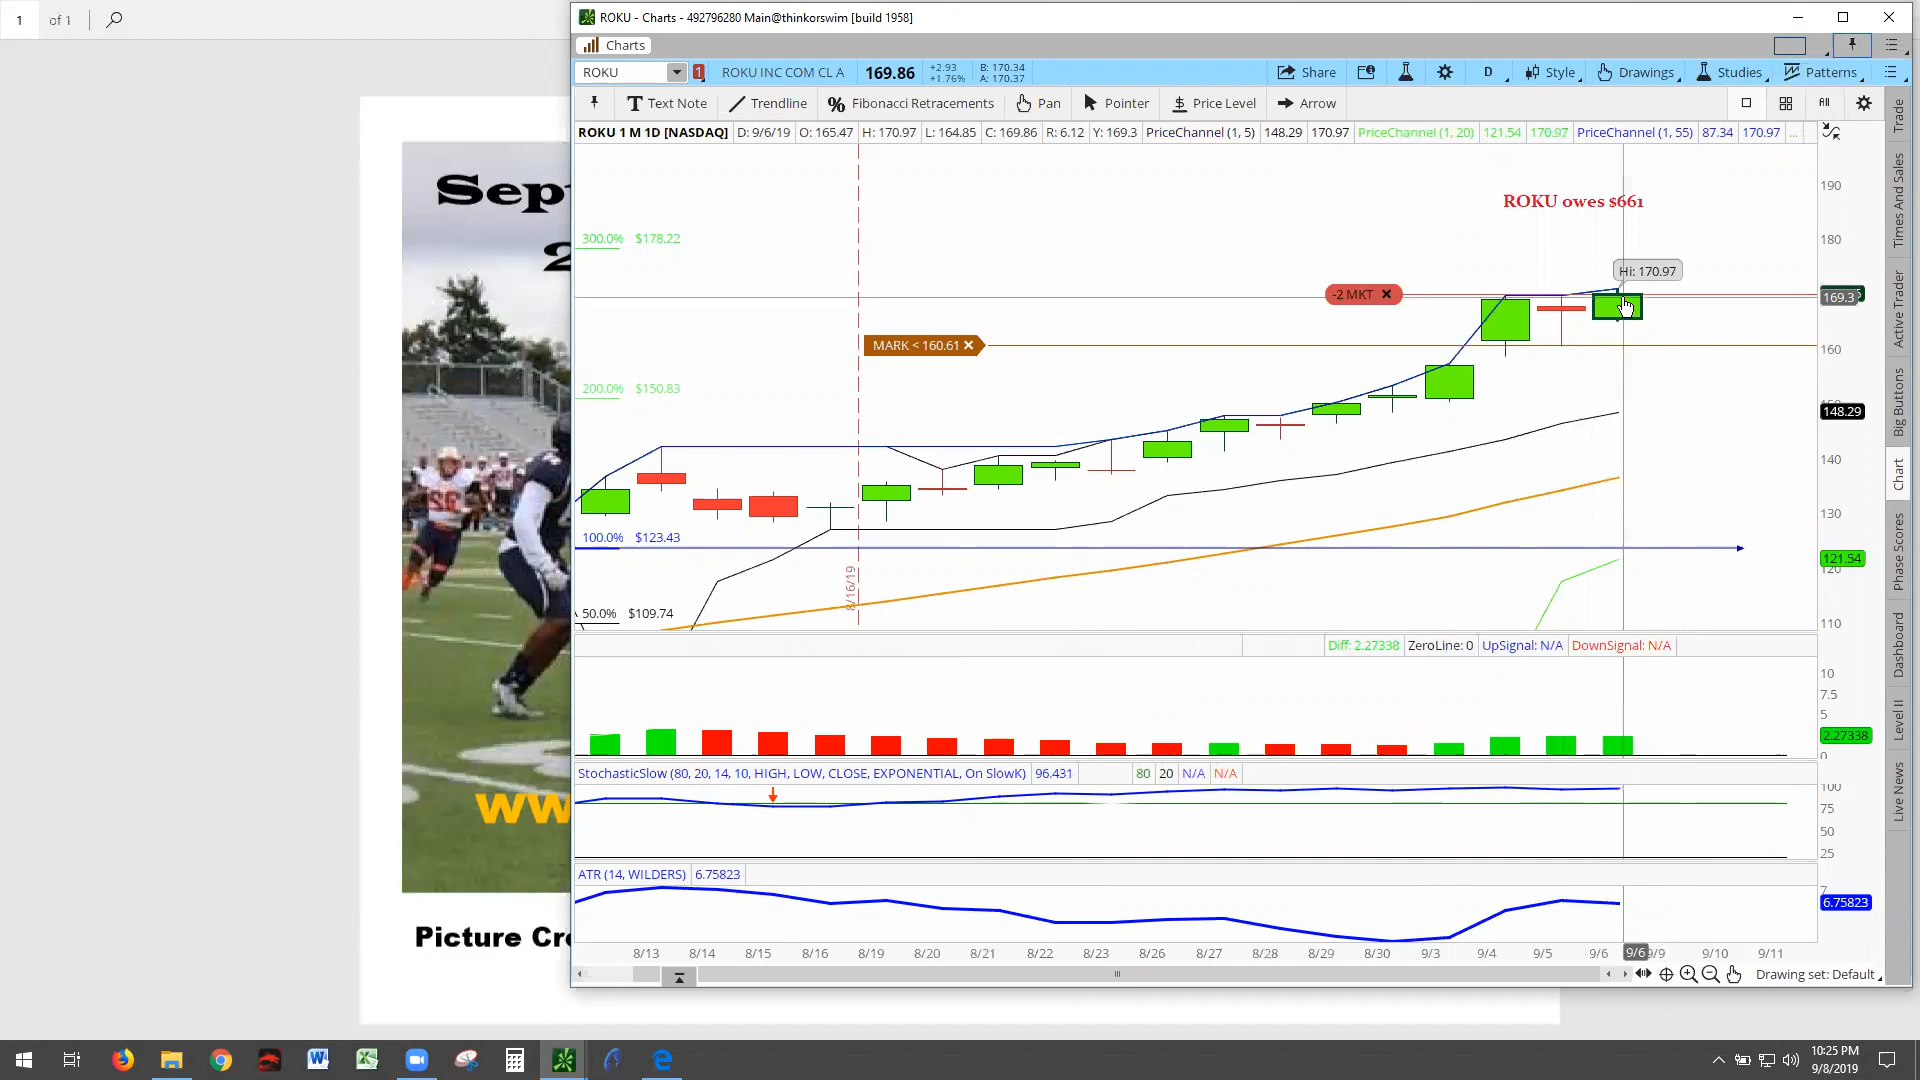 1 of 1
ROKU - Charts - 492796280 Main@thinkorswim [build 1958]
Charts
ROKU 1 ROKU INC COM CL A 169.86 +2.93 +1.76% B: 170.34 A: 170.37 Share D Style Drawings Studies Patterns
Text Note Trendline Fibonacci Retracements Pan Pointer Price Level Arrow All
ROKU 1 M 1D [NASDAQ] D: 9/6/19 O: 165.47 H: 170.97 L: 164.85 C: 169.86 R: 6.12 Y: 169.3 PriceChannel (1, 5) 148.29 170.97 PriceChannel (1, 20) 121.54 170.97 PriceChannel (1, 55) 87.34 170.97 ...
190
ROKU owes $661
300.0% $178.22
180
Hi: 170.97
-2 MKT
169.3
MARK < 160.61
160
200.0% $150.83
148.29
140
130
100.0% $123.43
121.54
120
8/16/19
50.0% $109.74
110
Diff: 2.27338 ZeroLine: 0 UpSignal: N/A DownSignal: N/A
10
7.5
5
2.27338
0
StochasticSlow (80, 20, 14, 10, HIGH, LOW, CLOSE, EXPONENTIAL, On SlowK) 96.431 80 20 N/A N/A
100
75
50
25
ATR (14, WILDERS) 6.75823
7
6.75823
8/13 8/14 8/15 8/16 8/19 8/20 8/21 8/22 8/23 8/26 8/27 8/28 8/29 8/30 9/3 9/4 9/5 9/6 9/6 9/9 9/10 9/11
Drawing set: Default
Trade
Times And Sales
Active Trader
Big Buttons
Chart
Phase Scores
Dashboard
Level II
Live News
Sep
2
ww
Picture Cr
10:25 PM
9/8/2019